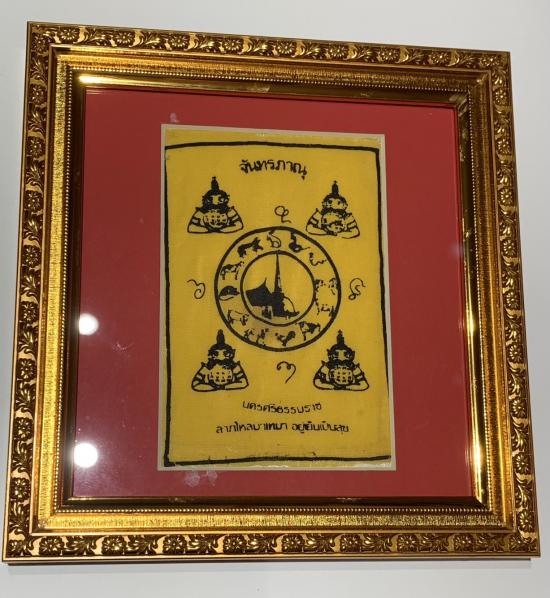 จันทรภาณุ
นครศรีธรรมราช
ลาภไหลมาเทมา อยู่เย็นเป็นสุข